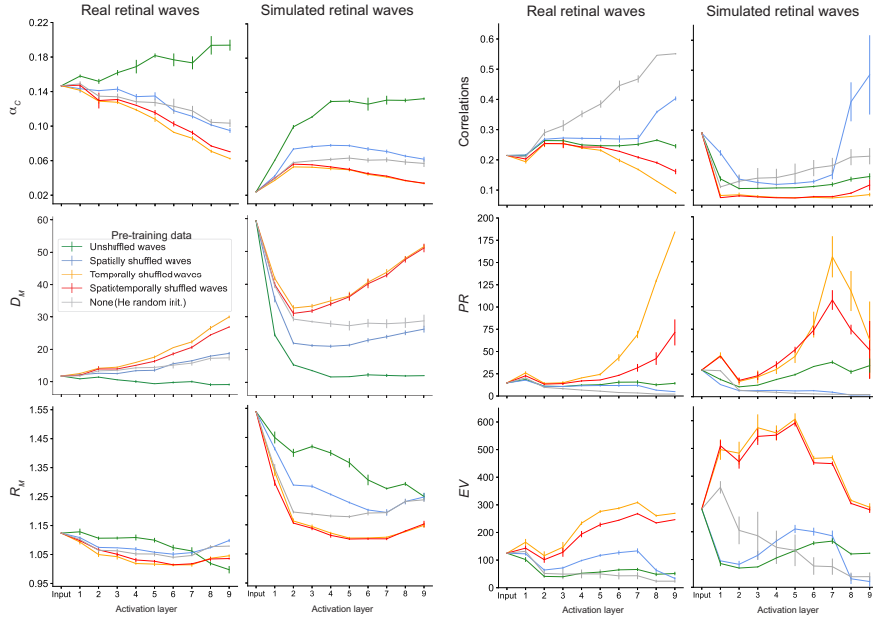 Real retinal waves
Simulated retinal waves
Real retinal waves
Simulated retinal waves
α_C
0.22
0.18
0.14
0.10
0.06
0.02
Correlations
0.6
0.5
0.4
0.3
0.2
0.1
D_M
60
50
40
30
20
10
Pre-training data
Unshuffled waves
Spatially shuffled waves
Temporally shuffled waves
Spatiotemporally shuffled waves
None (He random init.)
PR
200
175
150
125
100
75
50
25
0
R_M
1.55
1.45
1.35
1.25
1.15
1.05
0.95
EV
600
500
400
300
200
100
0
Input 1 2 3 4 5 6 7 8 9
Input 1 2 3 4 5 6 7 8 9
Input 1 2 3 4 5 6 7 8 9
Input 1 2 3 4 5 6 7 8 9
Activation layer
Activation layer
Activation layer
Activation layer